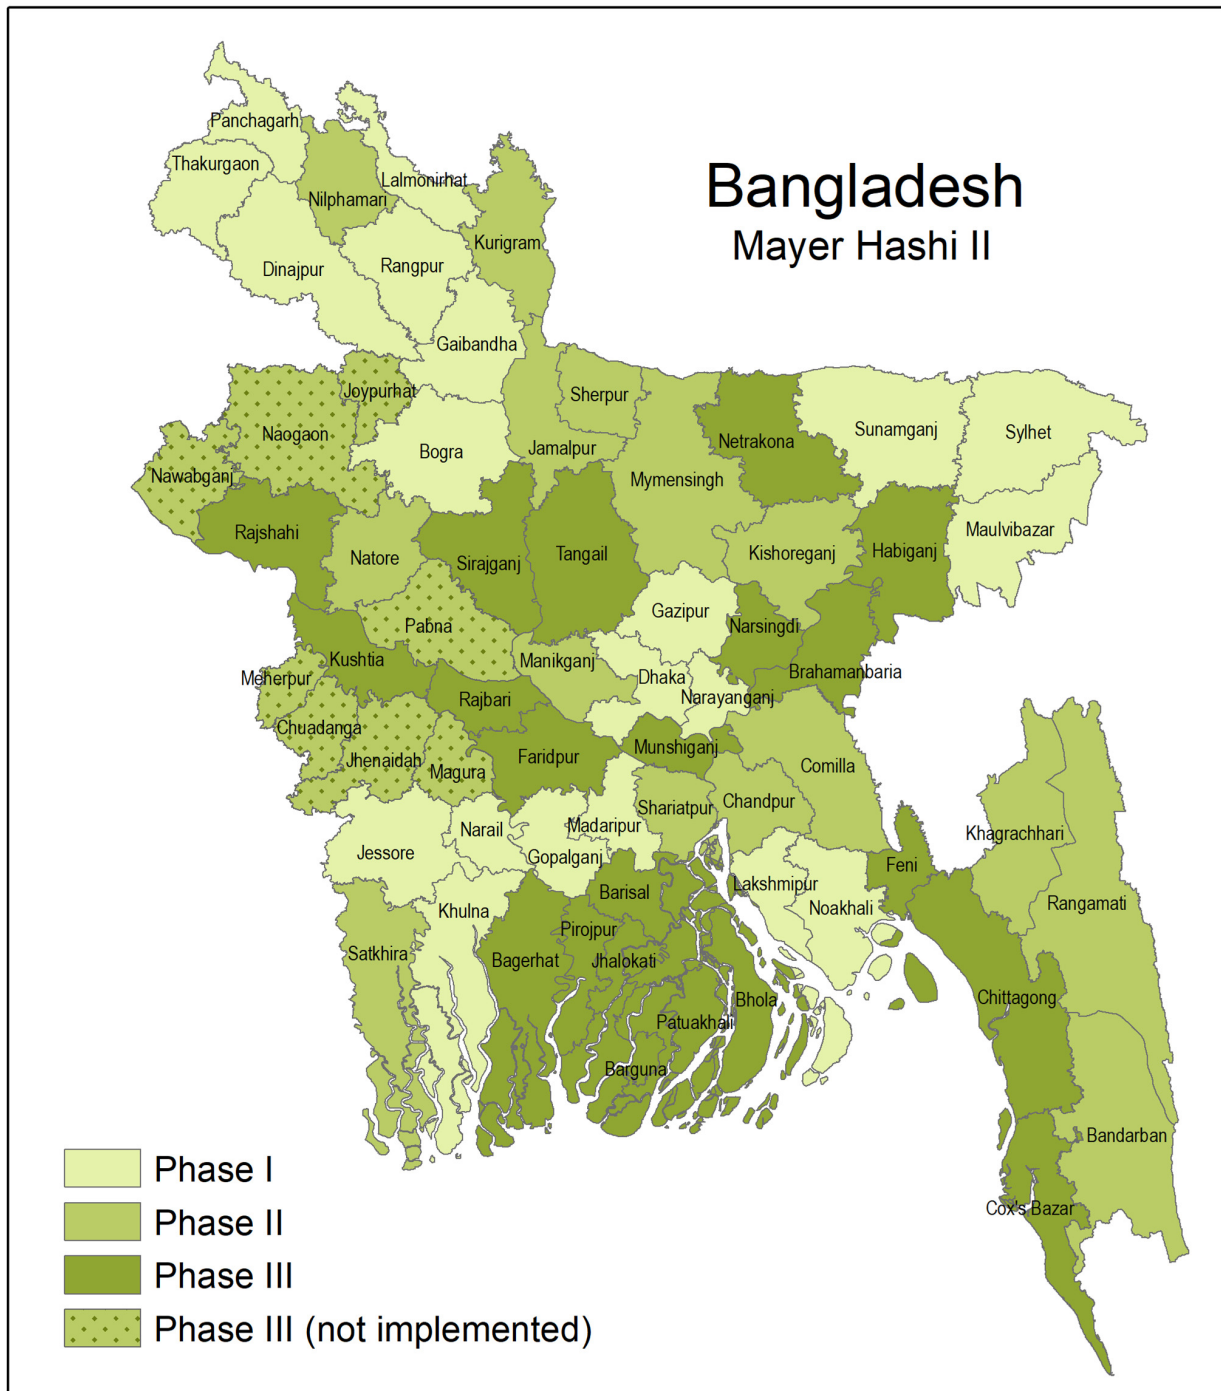 Bangladesh
Mayer Hashi II
Panchagarh
Thakurgaon
Lalmonirhat
Nilphamari
Kurigram
Dinajpur
Rangpur
Gaibandha
Joypurhat
Sherpur
Naogaon
Bogra
Jamalpur
Netrakona
Sunamganj
Sylhet
Nawabganj
Mymensingh
Maulvibazar
Rajshahi
Natore
Sirajganj
Tangail
Kishoreganj
Habiganj
Gazipur
Pabna
Narsingdi
Kushtia
Manikganj
Meherpur
Dhaka
Brahamanbaria
Rajbari
Narayanganj
Chuadanga
Jhenaidah
Magura
Faridpur
Munshiganj
Comilla
Shariatpur
Chandpur
Narail
Madaripur
Khagrachhari
Jessore
Gopalganj
Feni
Lakshmipur
Barisal
Khulna
Noakhali
Rangamati
Pirojpur
Satkhira
Bagerhat
Jhalokati
Bhola
Chittagong
Patuakhali
Barguna
Bandarban
Cox's Bazar
Phase I
Phase II
Phase III
Phase III (not implemented)